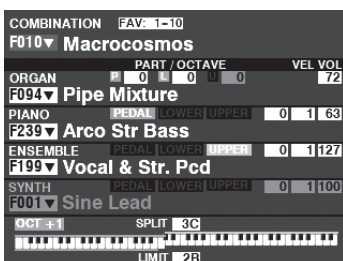 COMBINATION FAV: 1-10
F010▼ Macrocosmos
PART / OCTAVE VEL VOL
ORGAN P 0 L 0 U 0 72
F094▼ Pipe Mixture
PIANO PEDAL LOWER UPPER 0 1 63
F239▼ Arco Str Bass
ENSEMBLE PEDAL LOWER UPPER 0 1 127
F199▼ Vocal & Str. Pcd
SYNTH PEDAL LOWER UPPER 0 1 100
F001▼ Sine Lead
OCT +1 SPLIT 3C
LIMIT 2B